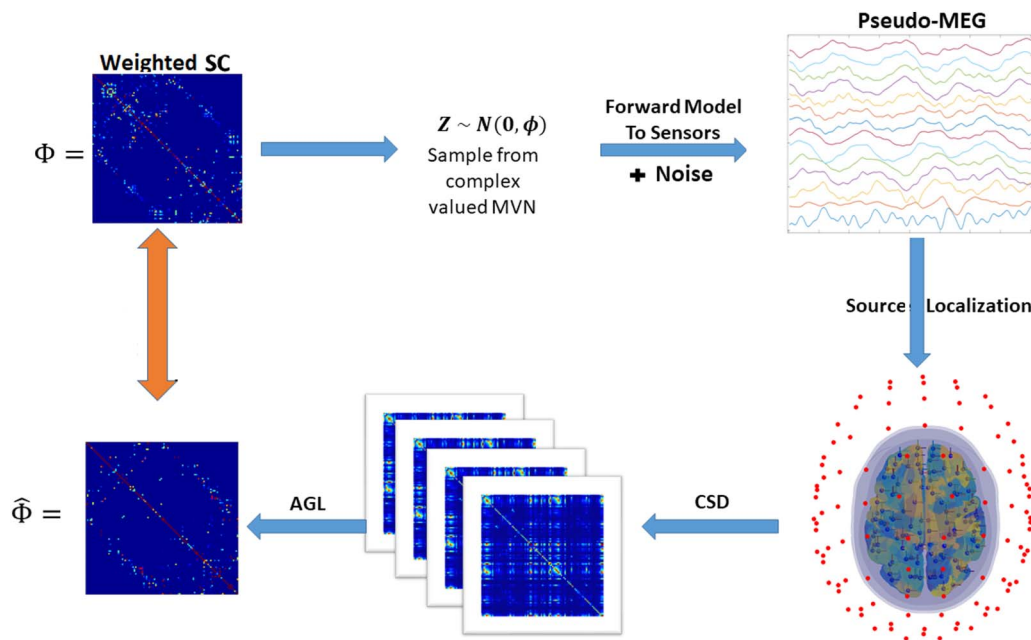 Pseudo-MEG
Weighted SC
Φ =
Z ~ N(0, ϕ)
Sample from
complex
valued MVN
Forward Model
To Sensors
+ Noise
Source Localization
Φ̂ =
AGL
CSD